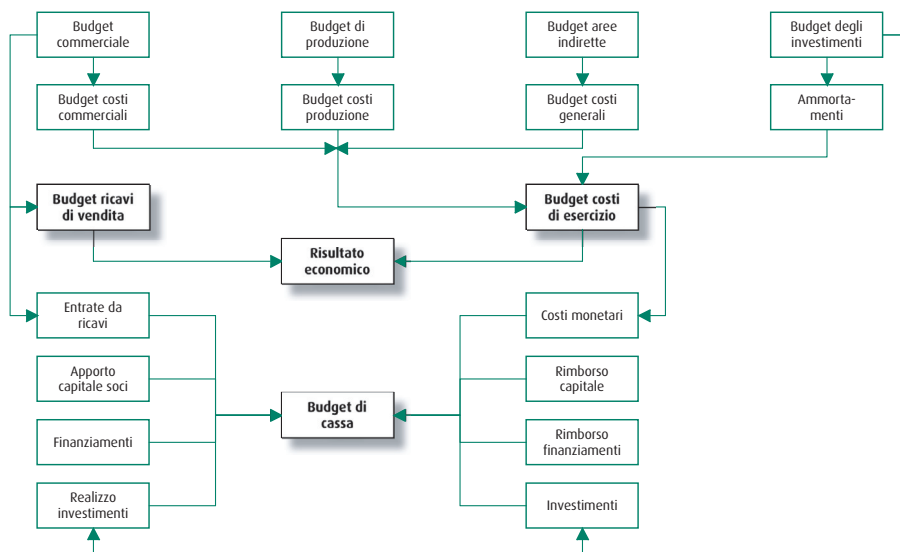 Budget
commerciale
Budget di
produzione
Budget aree
indirette
Budget degli
investimenti
Budget costi
commerciali
Budget costi
produzione
Budget costi
generali
Ammorta-
menti
Budget ricavi
di vendita
Budget costi
di esercizio
Risultato
economico
Entrate da
ricavi
Costi monetari
Apporto
capitale soci
Rimborso
capitale
Budget di
cassa
Finanziamenti
Rimborso
finanziamenti
Realizzo
investimenti
Investimenti